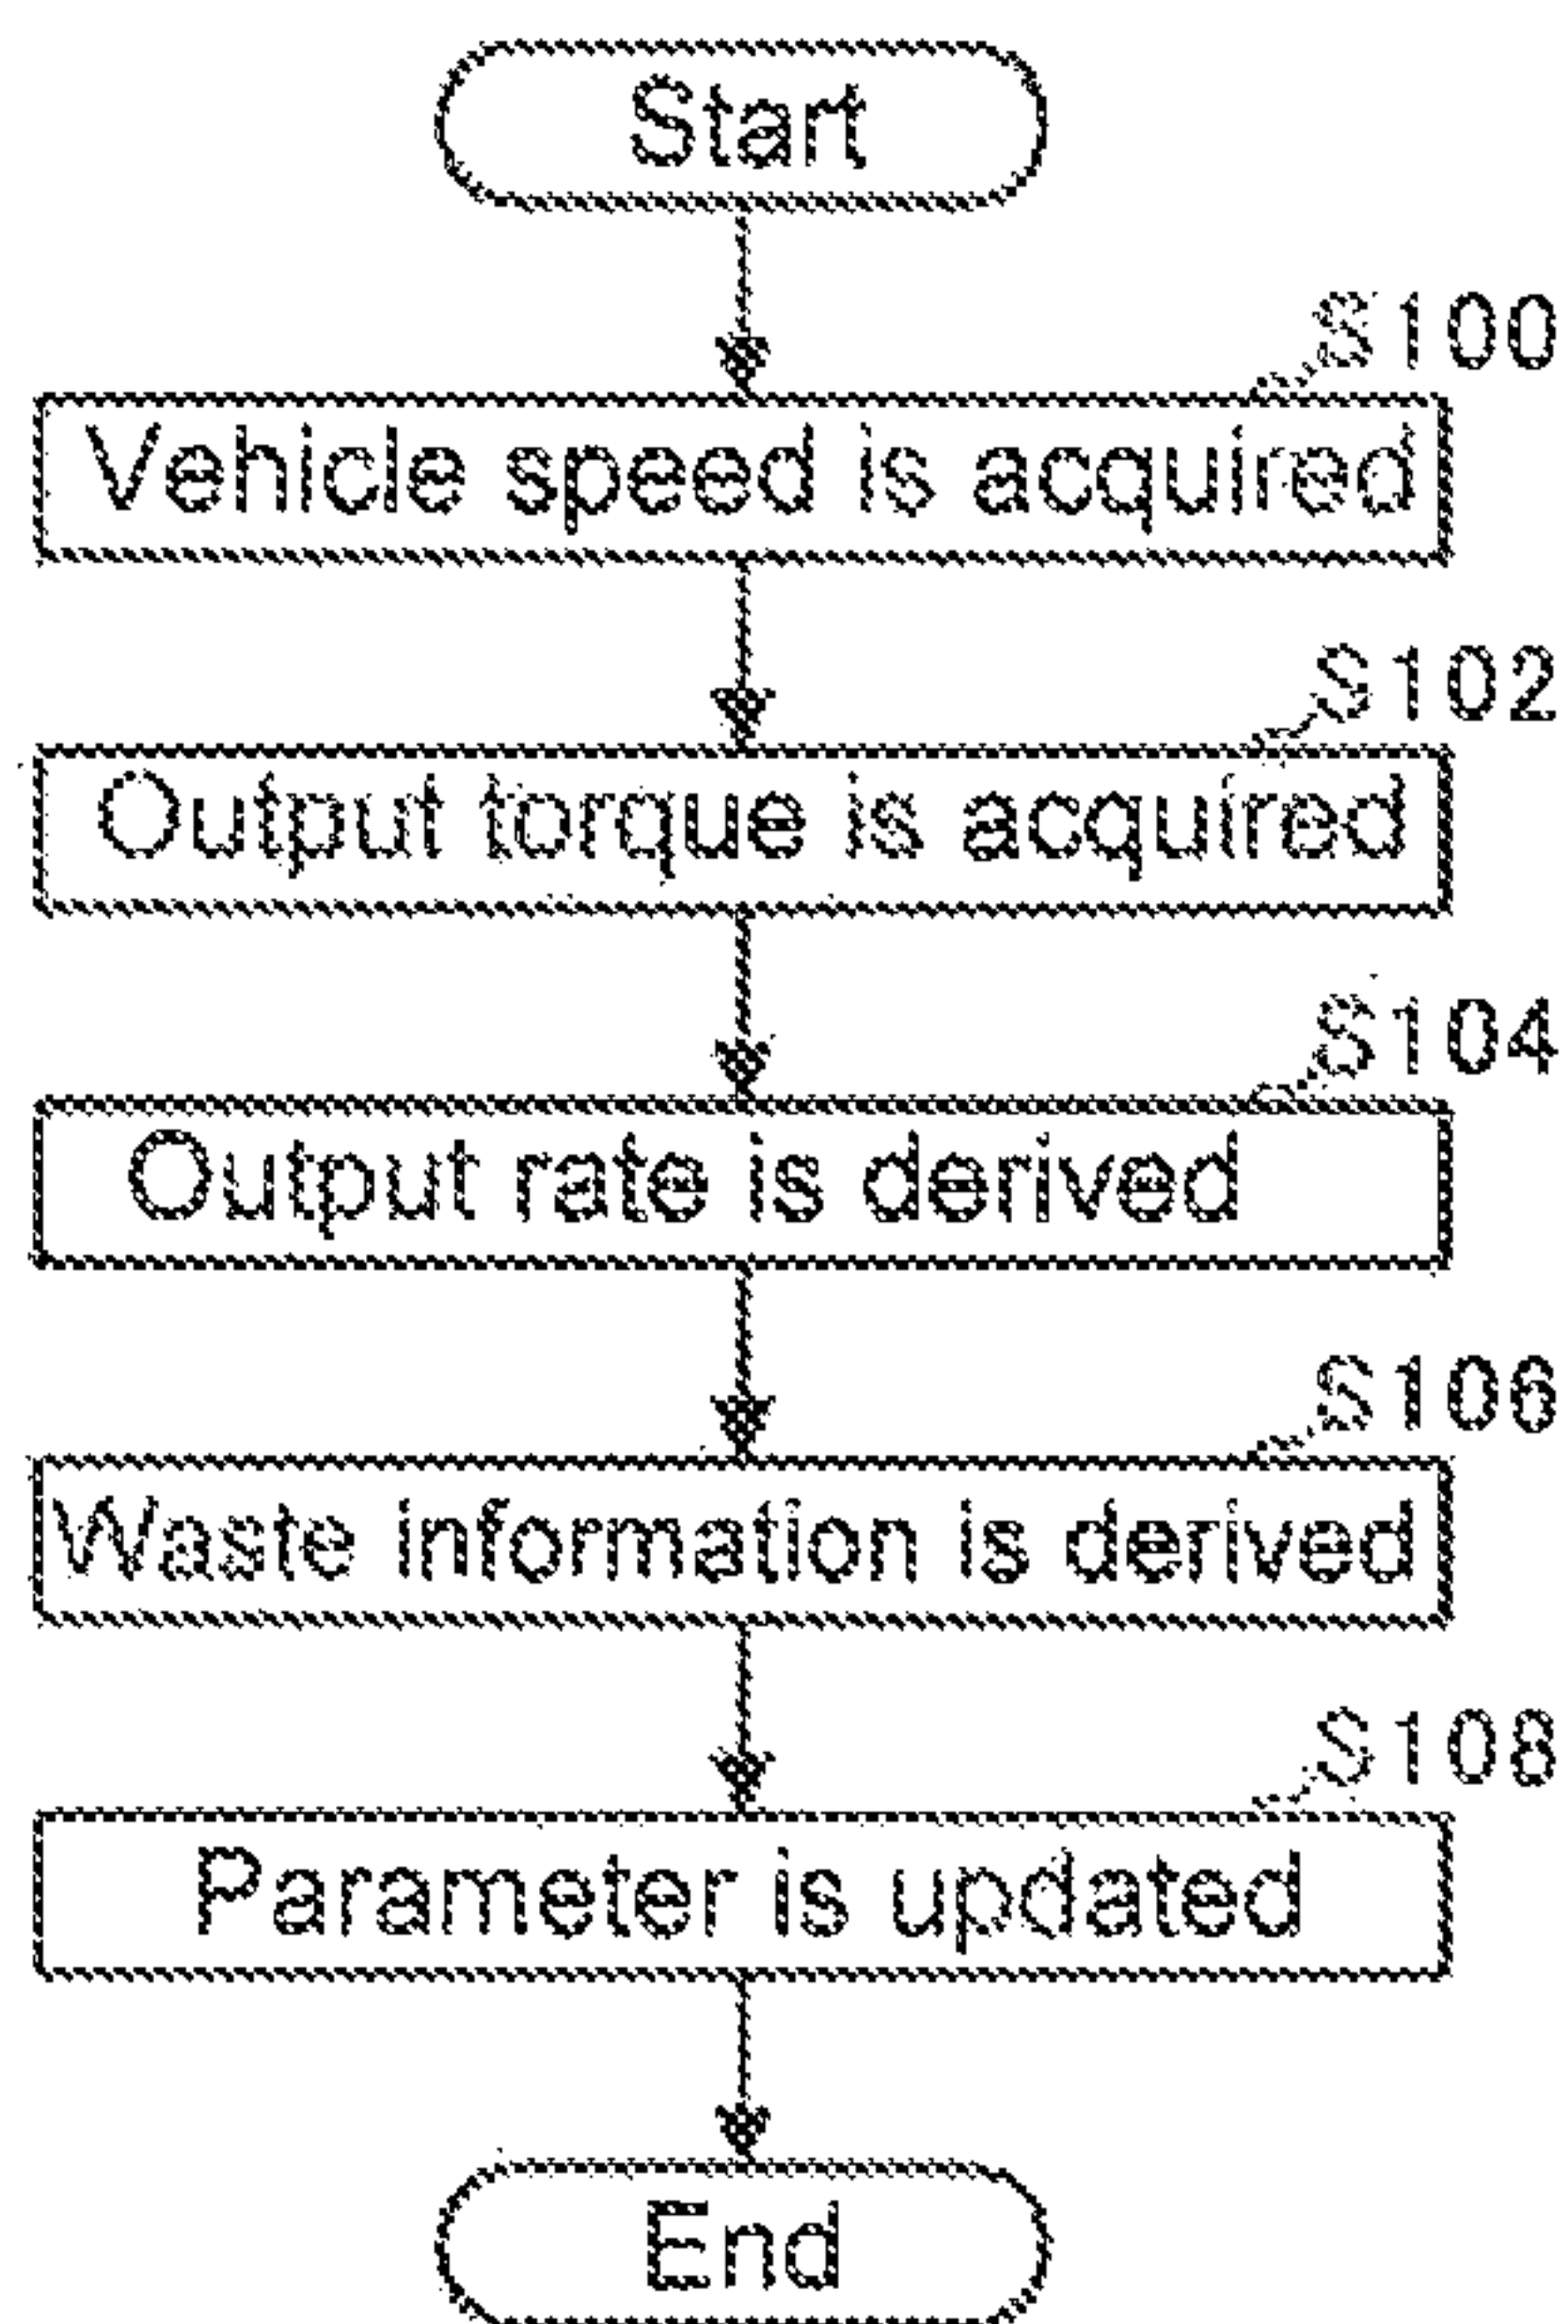 Start
S100
Vehicle speed is acquired
S102
Output torque is acquired
S104
Output rate is derived
S106
Waste information is derived
S108
Parameter is updated
End